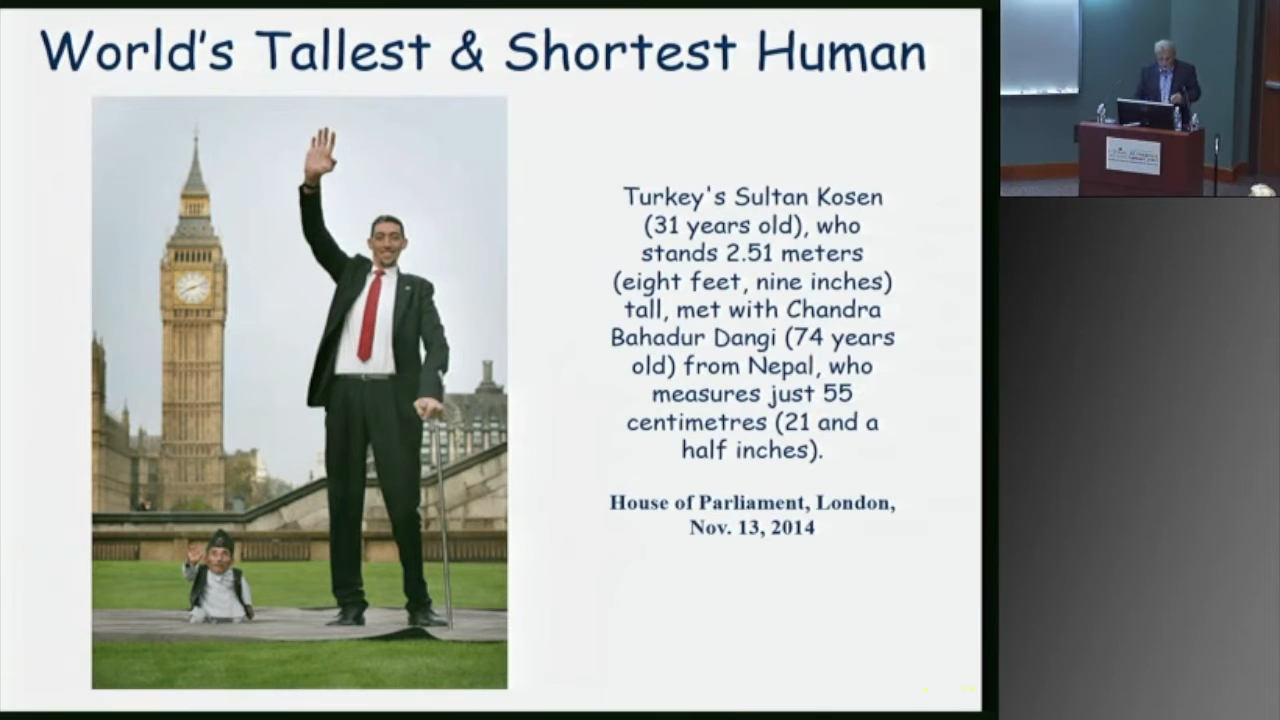 World's Tallest & Shortest Human
Turkey's Sultan Kosen
(31 years old), who
stands 2.51 meters
(eight feet, nine inches)
tall, met with Chandra
Bahadur Dangi (74 years
old) from Nepal, who
measures just 55
centimetres (21 and a
half inches).
House of Parliament, London,
Nov. 13, 2014